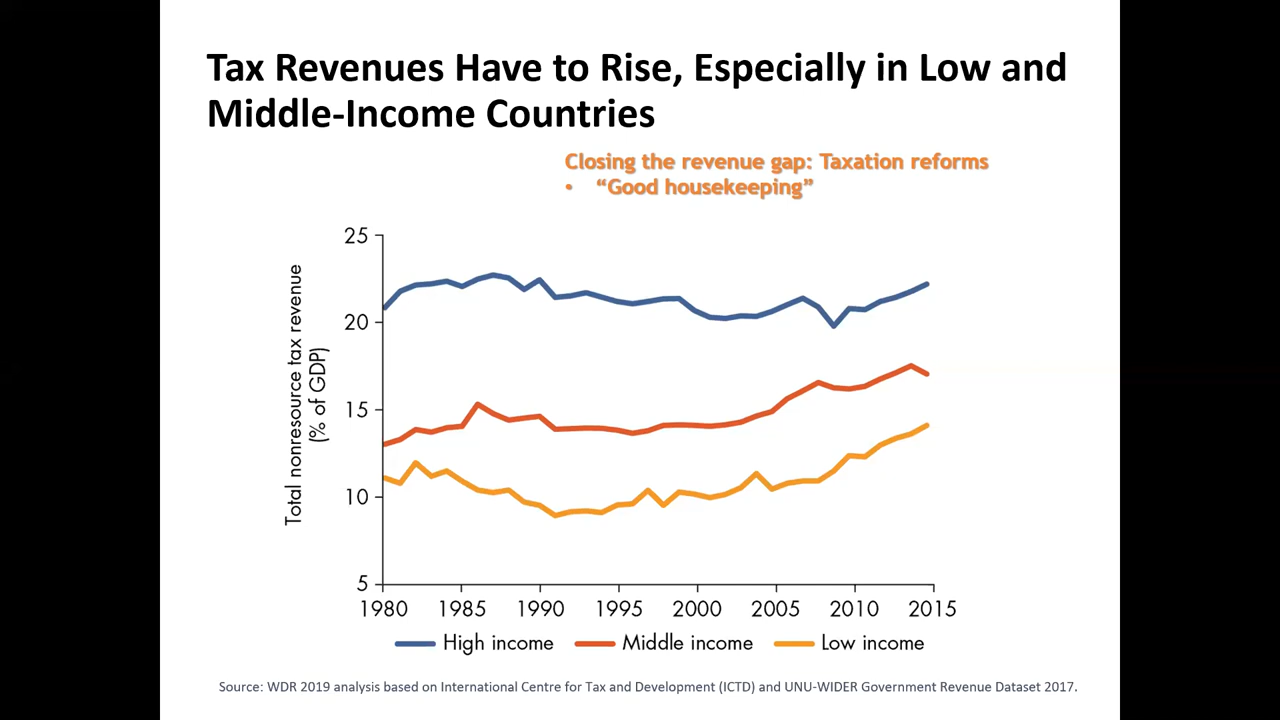 Tax Revenues Have to Rise, Especially in Low and
Middle-Income Countries
Closing the revenue gap: Taxation reforms
• “Good housekeeping”
Total nonresource tax revenue
(% of GDP)
25
20
15
10
5
1980 1985 1990 1995 2000 2005 2010 2015
High income Middle income Low income
Source: WDR 2019 analysis based on International Centre for Tax and Development (ICTD) and UNU-WIDER Government Revenue Dataset 2017.